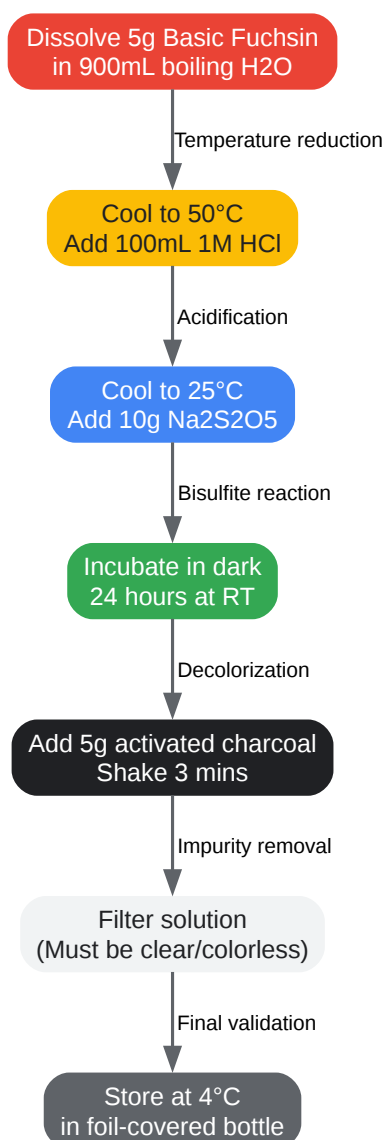 Dissolve 5g Basic Fuchsin
in 900mL boiling H2O
Temperature reduction
Cool to 50°C
Add 100mL 1M HCl
Acidification
Cool to 25°C
Add 10g Na2S2O5
Bisulfite reaction
Incubate in dark
24 hours at RT
Decolorization
Add 5g activated charcoal
Shake 3 mins
Impurity removal
Filter solution
(Must be clear/colorless)
Final validation
Store at 4°C
in foil-covered bottle